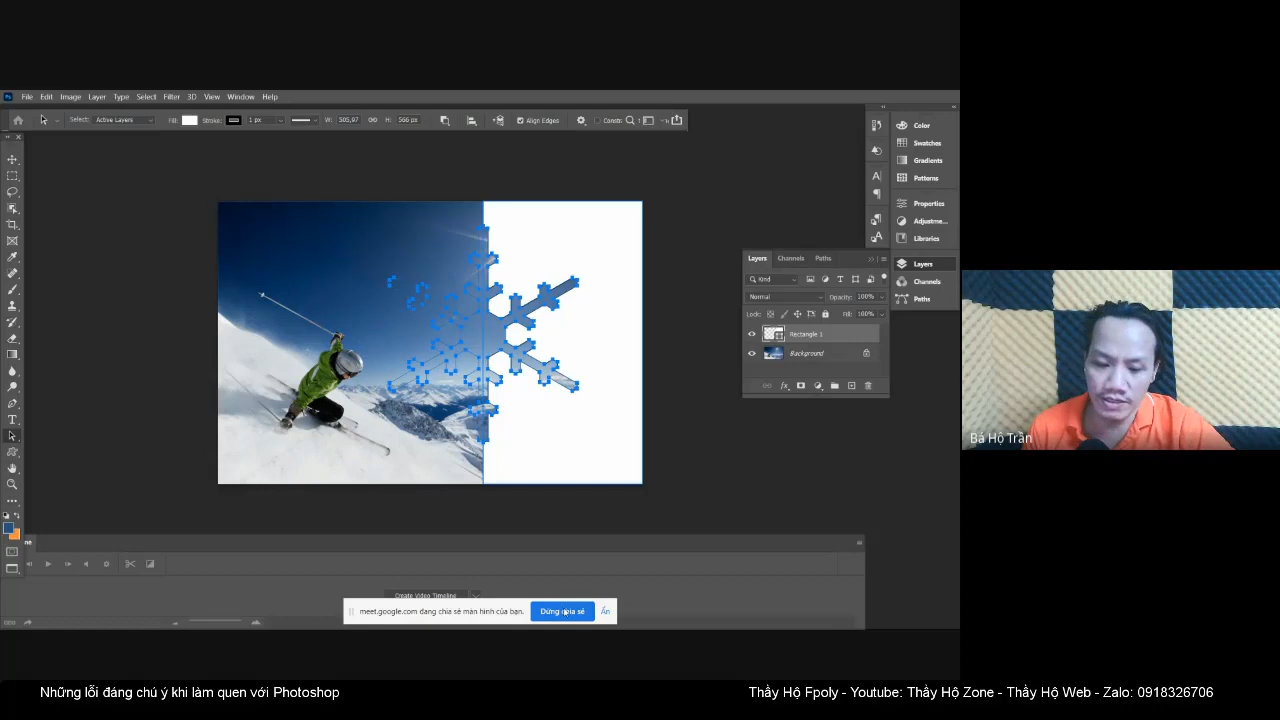 Ps File Edit Image Layer Type Select Filter 3D View Window Help
Select: Active Layers Fill: Stroke: 1 px W: 505,97 H: 566 px Align Edges Constr
Color
Swatches
Gradients
Patterns
Properties
Adjustme...
Libraries
Layers
Channels
Paths
Layers Channels Paths
Kind
Normal Opacity: 100%
Lock: Fill: 100%
Rectangle 1
Background
fx
Create Video Timeline
meet.google.com đang chia sẻ màn hình của bạn. Dừng chia sẻ Ẩn
Bá Hộ Trần
Những lỗi đáng chú ý khi làm quen với Photoshop
Thầy Hộ Fpoly - Youtube: Thầy Hộ Zone - Thầy Hộ Web - Zalo: 0918326706